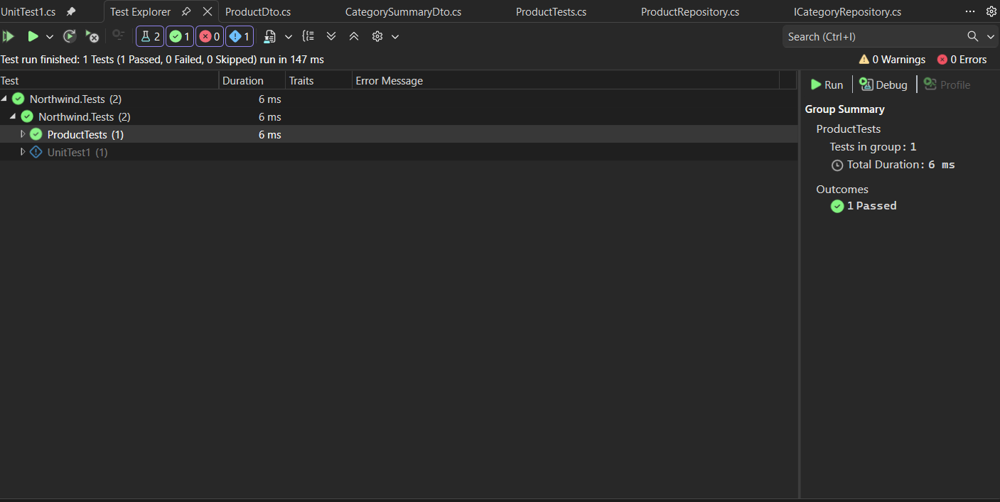 UnitTest1.cs Test Explorer ProductDto.cs CategorySummaryDto.cs ProductTests.cs ProductRepository.cs ICategoryRepository.cs
2 1 0 1 Search (Ctrl+I)
Test run finished: 1 Tests (1 Passed, 0 Failed, 0 Skipped) run in 147 ms 0 Warnings 0 Errors
Test Duration Traits Error Message
Northwind.Tests (2) 6 ms
Northwind.Tests (2) 6 ms
ProductTests (1) 6 ms
UnitTest1 (1)
Run Debug Profile
Group Summary
ProductTests
Tests in group: 1
Total Duration: 6 ms
Outcomes
1 Passed